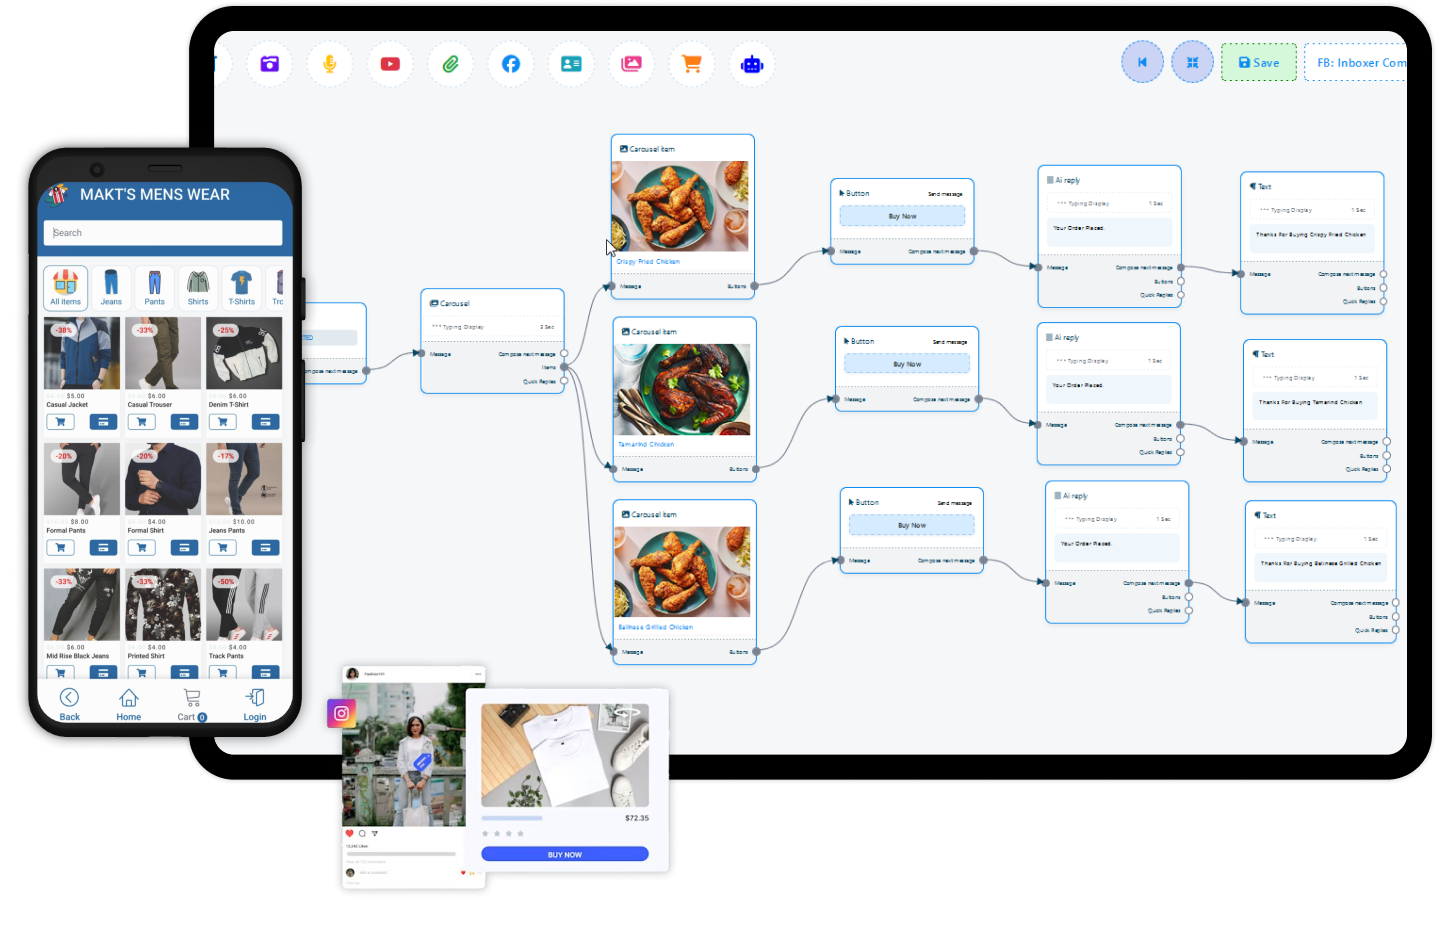 Save
FB: Inboxer Com
MAKT'S MENS WEAR
Search
All items
Jeans
Pants
Shirts
T-Shirts
Tro
-38%
-33%
-25%
$5.00
$6.00
$6.00
Casual Jacket
Casual Trouser
Denim T-Shirt
-20%
-20%
-17%
$8.00
$4.00
$10.00
Formal Pants
Formal Shirt
Jeans Pants
-33%
-33%
-50%
$6.00
$4.00
$4.00
Mid Rise Black Jeans
Printed Shirt
Track Pants
Back
Home
Cart 0
Login
TED
ompose next message
Carousel
*** Typing Display
2 Sec
Message
Compose next message
Items
Quick Replies
Carousel item
Crispy Fried Chicken
Message
Buttons
Carousel item
Tamarind Chicken
Message
Buttons
Carousel item
Balinese Grilled Chicken
Message
Buttons
Button
Send message
Buy Now
Message
Compose next message
Button
Send message
Buy Now
Message
Compose next message
Button
Send message
Buy Now
Message
Compose next message
Ai reply
*** Typing Display
1 Sec
Your Order Placed.
Message
Compose next message
Buttons
Quick Replies
Ai reply
*** Typing Display
1 Sec
Your Order Placed.
Message
Compose next message
Buttons
Quick Replies
Ai reply
*** Typing Display
1 Sec
Your Order Placed.
Message
Compose next message
Buttons
Quick Replies
Text
*** Typing Display
1 Sec
Thanks For Buying Crispy Fried Chicken
Message
Compose next message
Buttons
Quick Replies
Text
*** Typing Display
1 Sec
Thanks For Buying Tamarind Chicken
Message
Compose next message
Buttons
Quick Replies
Text
*** Typing Display
1 Sec
Thanks For Buying Balinese Grilled Chicken
Message
Compose next message
Buttons
Quick Replies
$72.35
BUY NOW